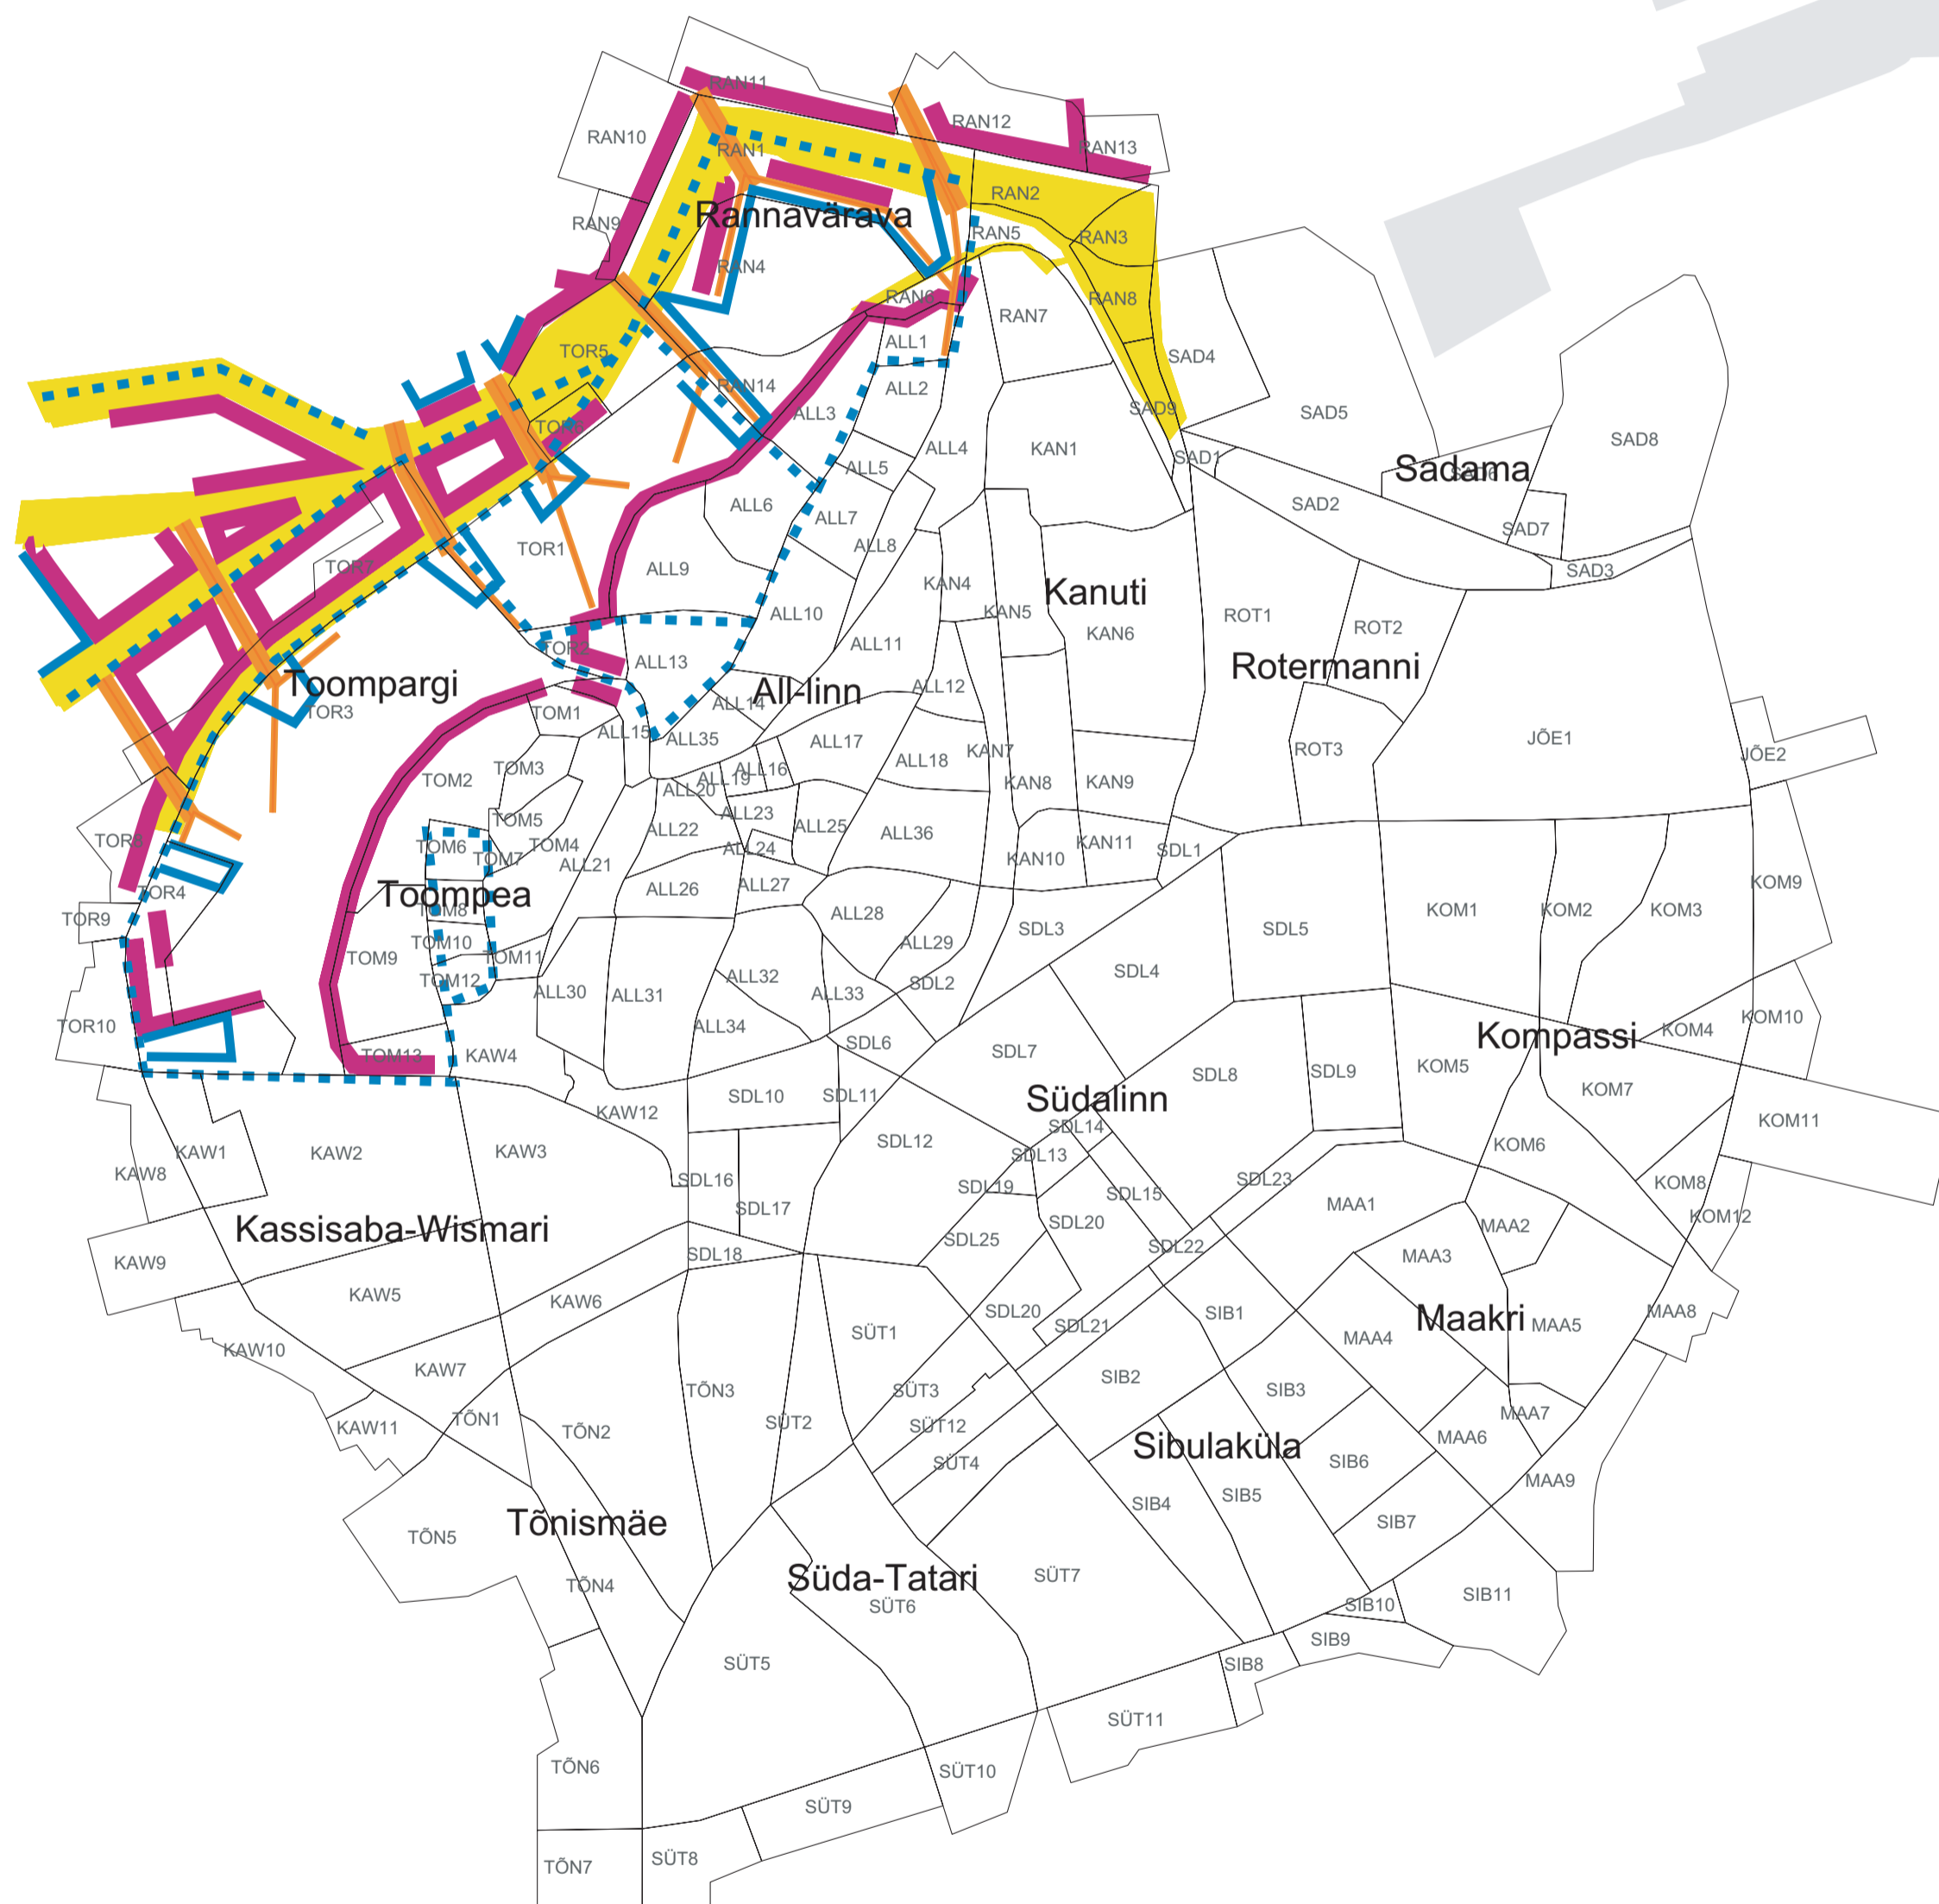 RAN11
RAN12
RAN10
RAN13
RAN1
RAN2
RAN9
Rannavärava
RAN5
RAN3
RAN4
RAN6
RAN8
RAN7
ALL1
TOR5
SAD4
RAN14
ALL2
ALL3
SAD9
SAD5
TOR6
SAD8
ALL4
KAN1
SAD1
ALL5
Sadama
SAD6
ALL6
SAD2
ALL7
SAD7
TOR1
ALL8
TOR7
ALL9
SAD3
KAN4
Kanuti
ALL10
KAN5
ROT1
ROT2
KAN6
TOR2
ALL11
ALL13
Rotermanni
Toompargi
All-linn
ALL12
TOR3
TOM1
ALL14
ALL15
ALL35
ALL17
JÕE1
ROT3
KAN7
JÕE2
ALL18
TOM3
ALL16
TOM2
ALL19
KAN8
KAN9
ALL20
ALL23
TOM5
ALL22
ALL25
ALL36
TOR8
TOM6
TOM4
ALL24
KAN11
SDL1
TOM7
KAN10
ALL21
ALL27
KOM9
TOR4
ALL26
Toompea
TOM8
ALL28
KOM1
KOM2
KOM3
TOR9
SDL3
SDL5
TOM10
ALL29
TOM9
TOM11
SDL4
ALL32
TOM12
SDL2
ALL30
ALL31
ALL33
TOR10
ALL34
KOM10
Kompassi
KOM4
SDL6
TOM13
KAW4
SDL7
KOM5
SDL9
SDL8
KOM7
SDL10
SDL11
Südalinn
KAW12
KOM11
SDL14
SDL12
KOM6
KAW1
KAW2
KAW3
SDL13
KAW8
SDL16
SDL23
KOM8
SDL19
SDL15
MAA1
SDL17
KOM12
Kassisaba-Wismari
SDL20
MAA2
SDL25
SDL22
SDL18
MAA3
KAW9
KAW5
KAW6
SDL20
SIB1
MAA8
Maakri
SDL21
MAA5
SÜT1
MAA4
KAW10
KAW7
SIB2
TÕN3
SÜT3
SIB3
MAA7
TÕN1
SÜT2
KAW11
SÜT12
TÕN2
MAA6
Sibulaküla
SÜT4
SIB6
MAA9
SIB5
SIB4
Tõnismäe
SIB7
TÕN5
SÜT7
Süda-Tatari
TÕN4
SIB11
SÜT6
SIB10
SIB9
SÜT5
SIB8
SÜT11
TÕN6
SÜT10
SÜT9
SÜT8
TÕN7